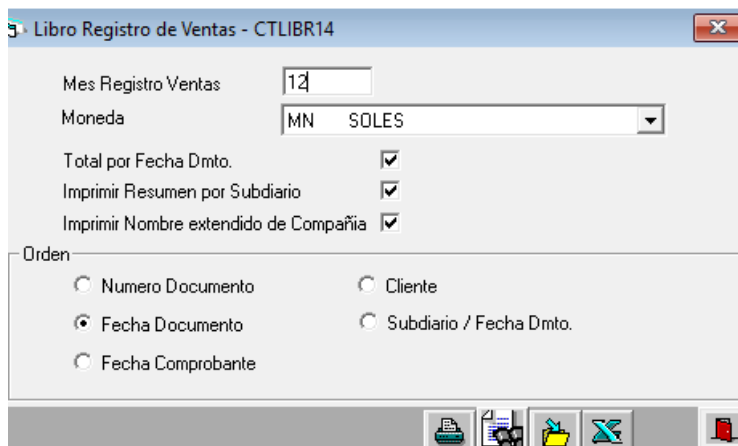 Libro Registro de Ventas - CTLIBR14
Mes Registro Ventas 12
Moneda MN SOLES
Total por Fecha Dmto.
Imprimir Resumen por Subdiario
Imprimir Nombre extendido de Compañia
Orden
Numero Documento Cliente
Fecha Documento Subdiario / Fecha Dmto.
Fecha Comprobante